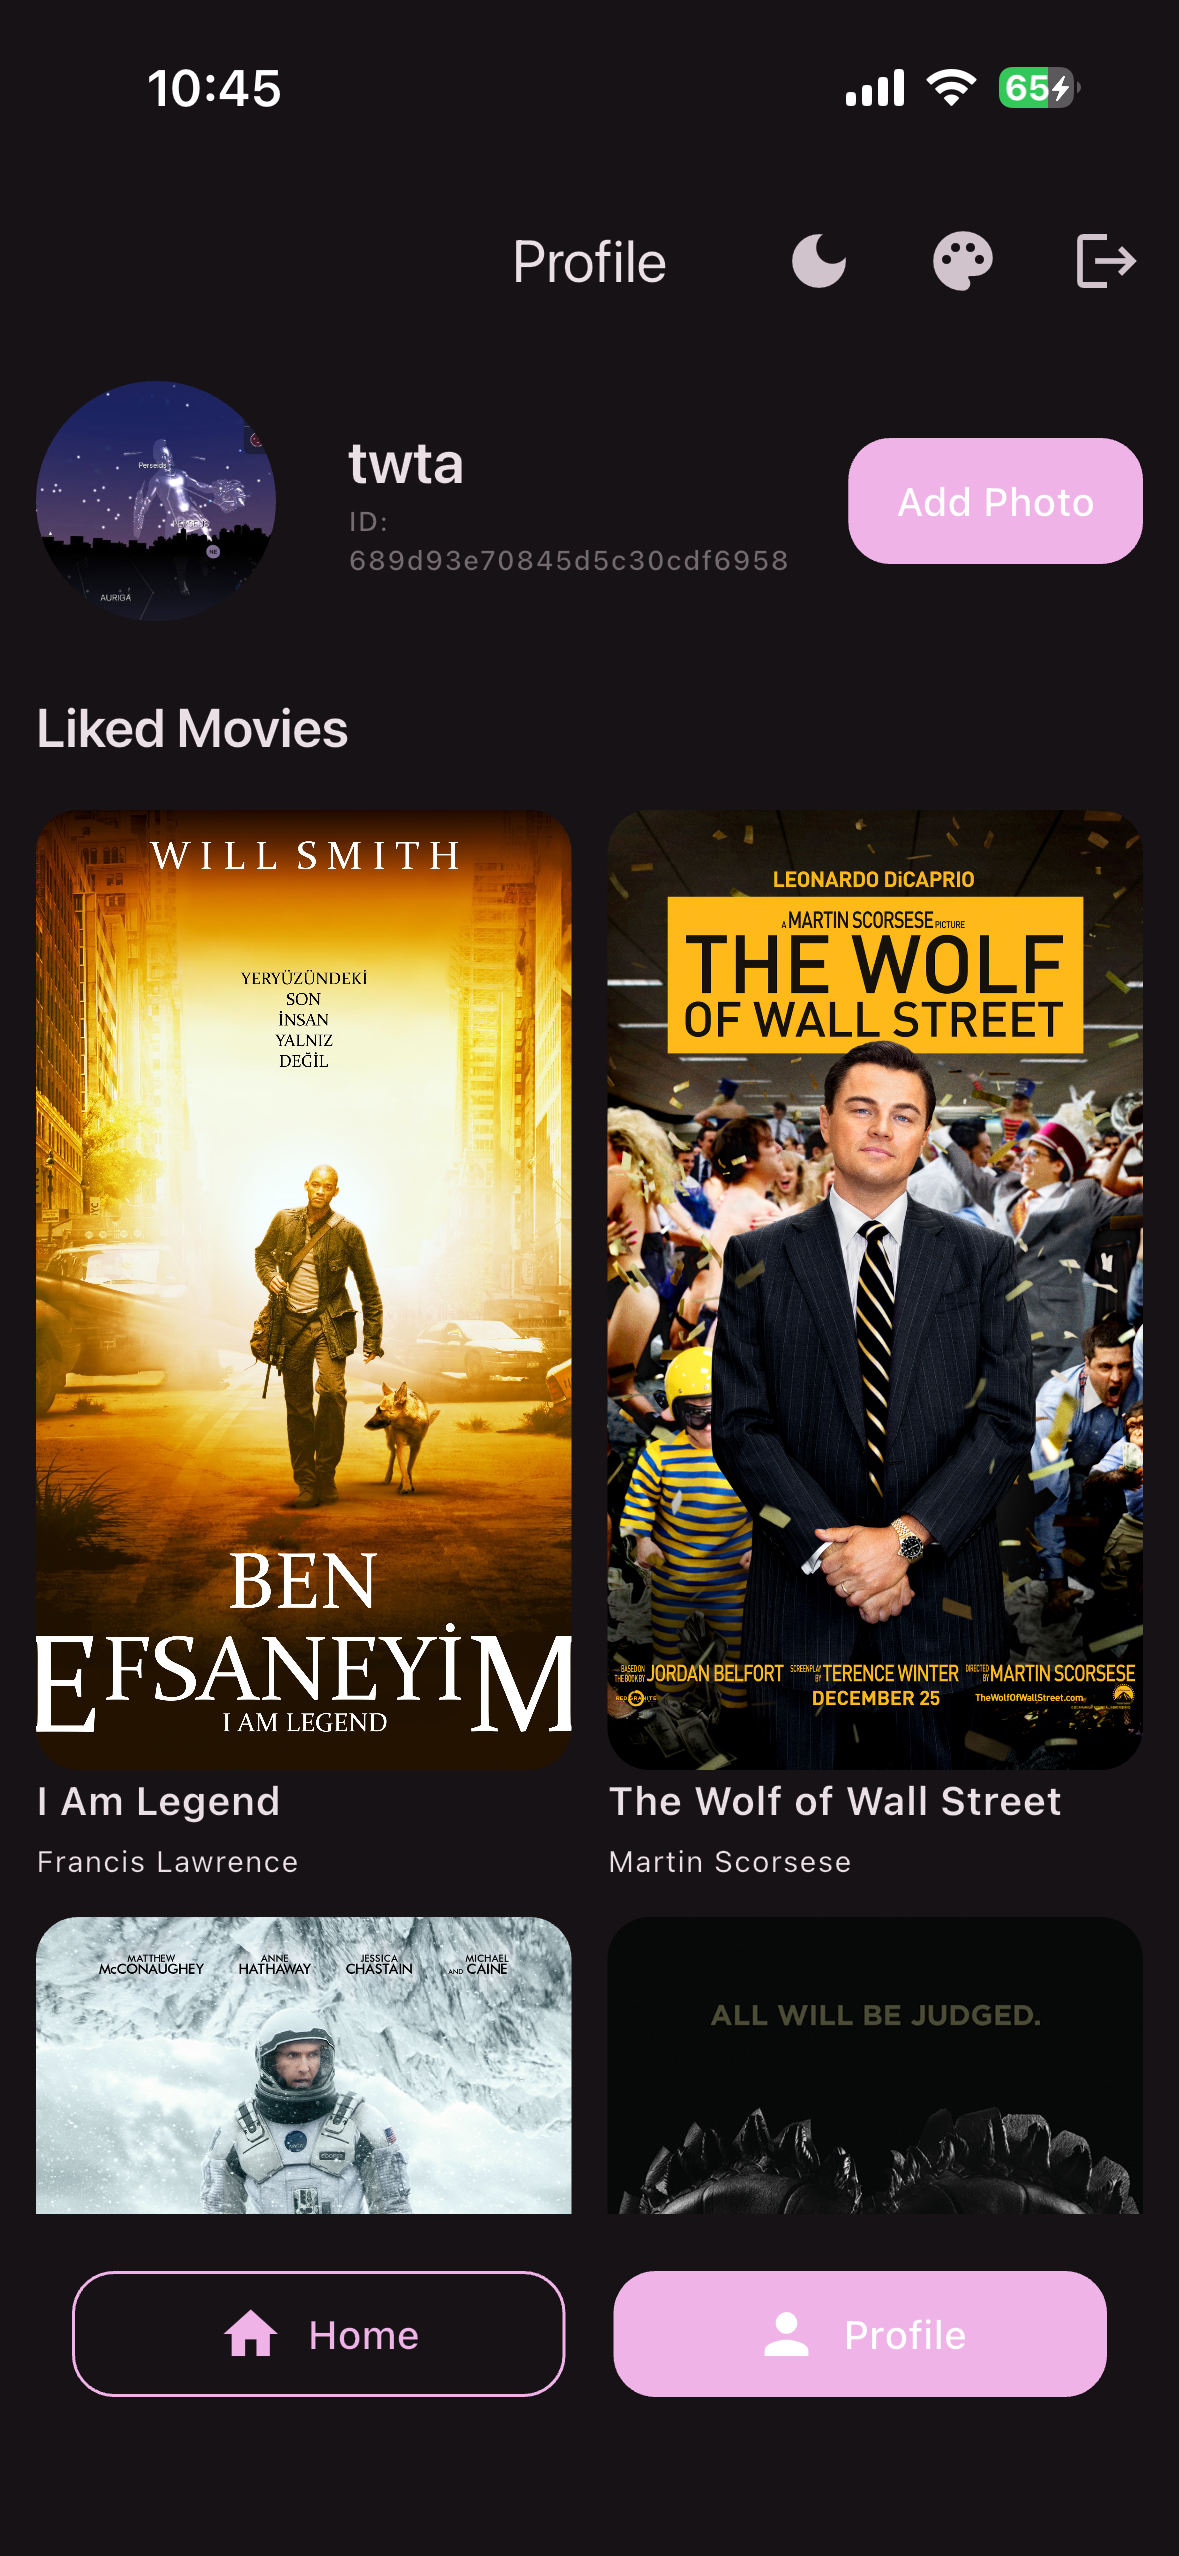 10:45
65
Profile
Perseids
AURIGA
ME
twta
ID:
689d93e70845d5c30cdf6958
Add Photo
Liked Movies
WILL SMITH
YERYÜZÜNDEKİ
SON
İNSAN
YALNIZ
DEĞİL
BEN
EFSANEYİM
I AM LEGEND
I Am Legend
Francis Lawrence
LEONARDO DiCAPRIO
A MARTIN SCORSESE PICTURE
THE WOLF
OF WALL STREET
BASED ON THE BOOK BY JORDAN BELFORT SCREENPLAY BY TERENCE WINTER DIRECTED BY MARTIN SCORSESE
RED GRANITE DECEMBER 25 TheWolfOfWallStreet.com
The Wolf of Wall Street
Martin Scorsese
MATTHEW McCONAUGHEY ANNE HATHAWAY JESSICA CHASTAIN AND MICHAEL CAINE
ALL WILL BE JUDGED.
Home
Profile